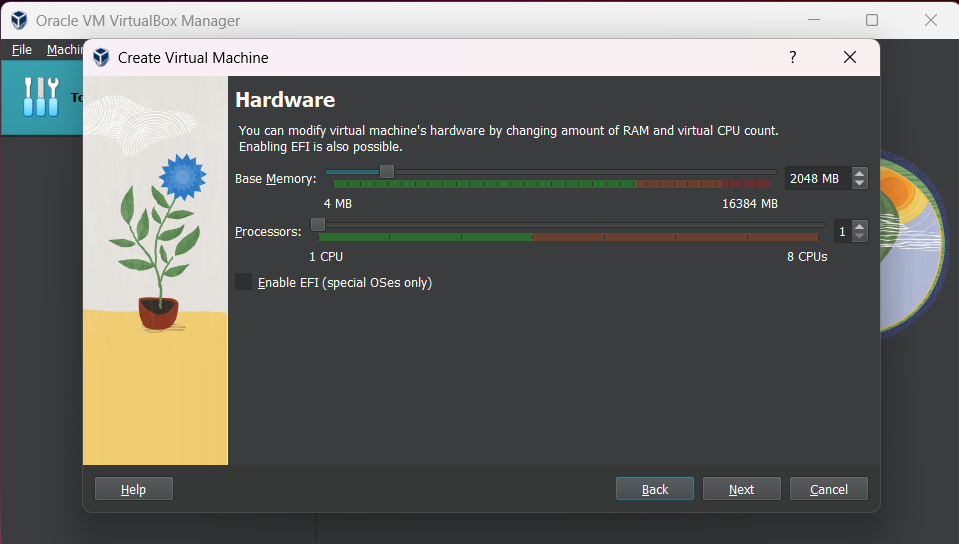 Oracle VM VirtualBox Manager
File
Create Virtual Machine
?
Hardware
You can modify virtual machine's hardware by changing amount of RAM and virtual CPU count.
Enabling EFI is also possible.
Base Memory: 2048 MB
4 MB 16384 MB
Processors: 1
1 CPU 8 CPUs
Enable EFI (special OSes only)
Help Back Next Cancel